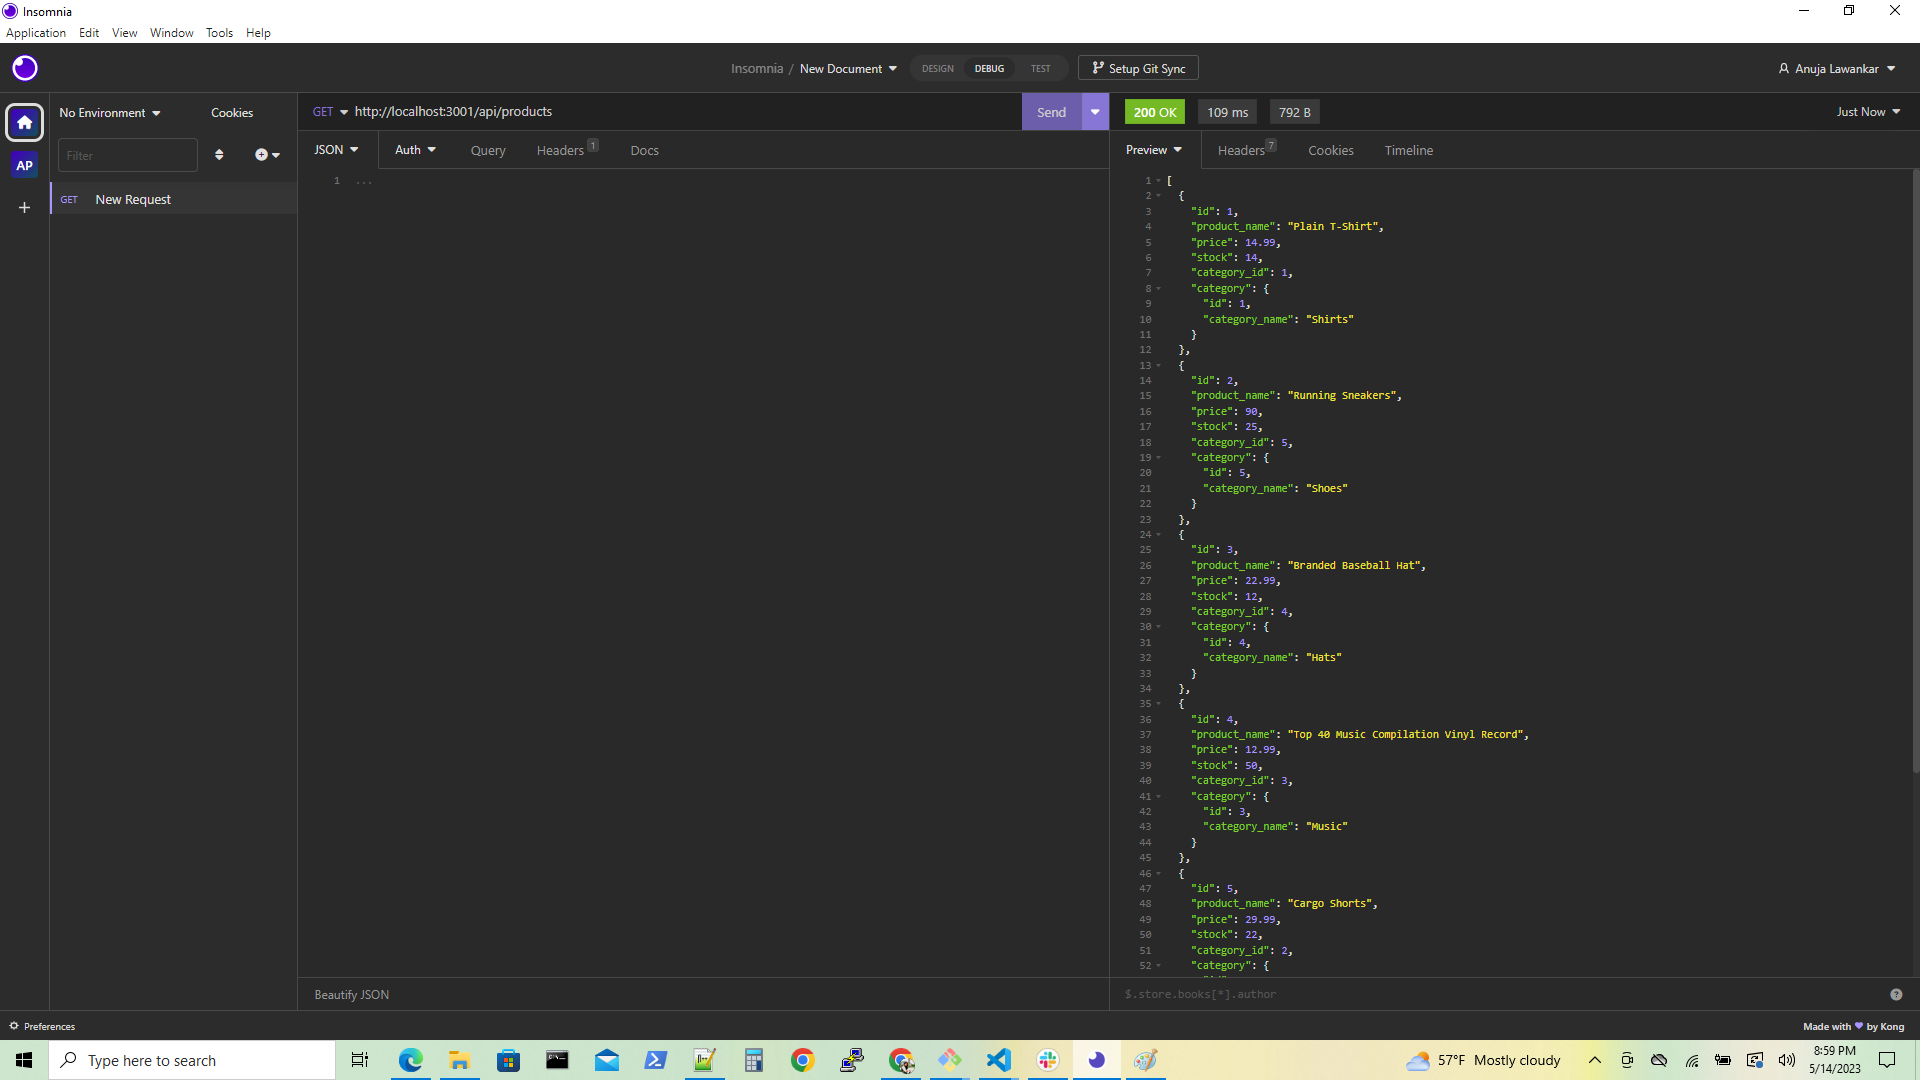 Insomnia
Application Edit View Window Tools Help
Insomnia / New Document DESIGN DEBUG TEST Setup Git Sync Anuja Lawankar
No Environment Cookies
Filter
AP
GET New Request
GET http://localhost:3001/api/products Send
JSON Auth Query Headers 1 Docs
1 ...
Beautify JSON
200 OK 109 ms 792 B Just Now
Preview Headers 7 Cookies Timeline
1 [
2 {
3 "id": 1,
4 "product_name": "Plain T-Shirt",
5 "price": 14.99,
6 "stock": 14,
7 "category_id": 1,
8 "category": {
9 "id": 1,
10 "category_name": "Shirts"
11 }
12 },
13 {
14 "id": 2,
15 "product_name": "Running Sneakers",
16 "price": 90,
17 "stock": 25,
18 "category_id": 5,
19 "category": {
20 "id": 5,
21 "category_name": "Shoes"
22 }
23 },
24 {
25 "id": 3,
26 "product_name": "Branded Baseball Hat",
27 "price": 22.99,
28 "stock": 12,
29 "category_id": 4,
30 "category": {
31 "id": 4,
32 "category_name": "Hats"
33 }
34 },
35 {
36 "id": 4,
37 "product_name": "Top 40 Music Compilation Vinyl Record",
38 "price": 12.99,
39 "stock": 50,
40 "category_id": 3,
41 "category": {
42 "id": 3,
43 "category_name": "Music"
44 }
45 },
46 {
47 "id": 5,
48 "product_name": "Cargo Shorts",
49 "price": 29.99,
50 "stock": 22,
51 "category_id": 2,
52 "category": {
$.store.books[*].author
Preferences
Made with by Kong
Type here to search
57°F Mostly cloudy
8:59 PM
5/14/2023